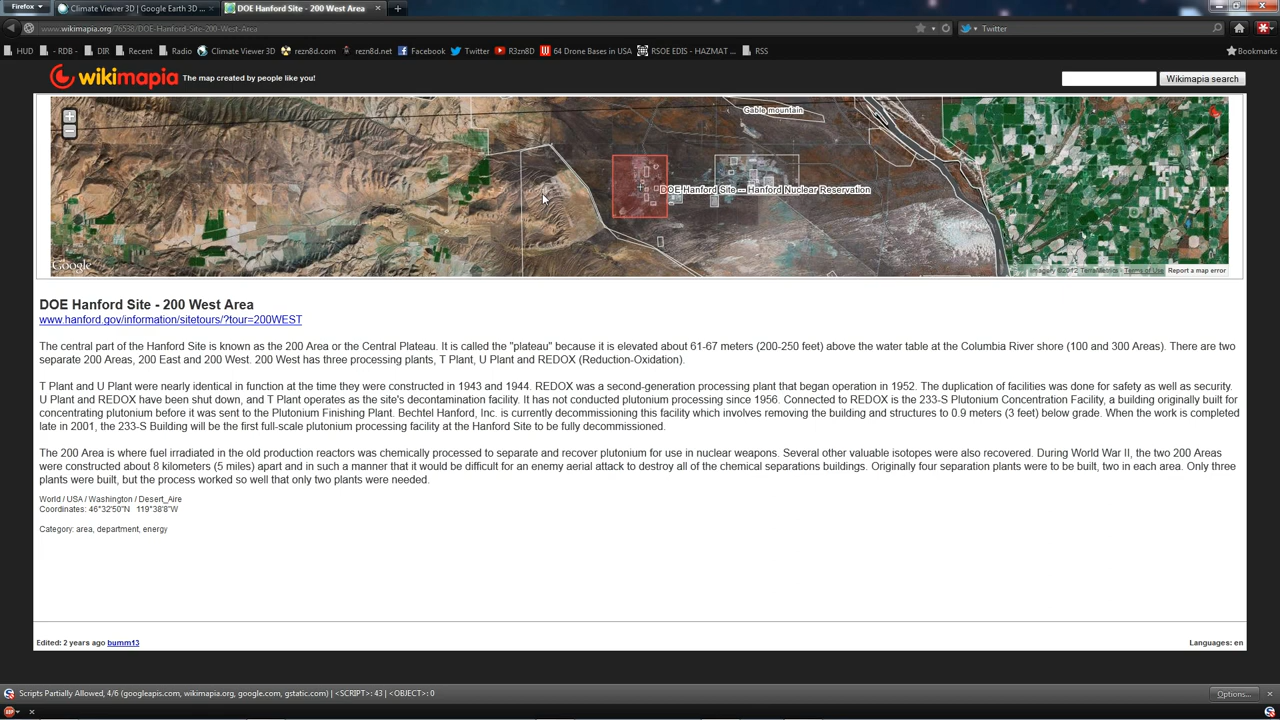 Firefox
Climate Viewer 3D | Google Earth 3D ...
DOE Hanford Site - 200 West Area
www.wikimapia.org/76538/DOE-Hanford-Site-200-West-Area
Twitter
HUD
- RDB -
DIR
Recent
Radio
Climate Viewer 3D
rezn8d.com
rezn8d.net
Facebook
Twitter
R3zn8D
64 Drone Bases in USA
RSOE EDIS - HAZMAT ...
RSS
Bookmarks
wikimapia
The map created by people like you!
Wikimapia search
Gable mountain
DOE Hanford Site -- Hanford Nuclear Reservation
Google
Imagery ©2012 TerraMetrics - Terms of Use
Report a map error
DOE Hanford Site - 200 West Area
www.hanford.gov/information/sitetours/?tour=200WEST
The central part of the Hanford Site is known as the 200 Area or the Central Plateau. It is called the "plateau" because it is elevated about 61-67 meters (200-250 feet) above the water table at the Columbia River shore (100 and 300 Areas). There are two
separate 200 Areas, 200 East and 200 West. 200 West has three processing plants, T Plant, U Plant and REDOX (Reduction-Oxidation).
T Plant and U Plant were nearly identical in function at the time they were constructed in 1943 and 1944. REDOX was a second-generation processing plant that began operation in 1952. The duplication of facilities was done for safety as well as security.
U Plant and REDOX have been shut down, and T Plant operates as the site's decontamination facility. It has not conducted plutonium processing since 1956. Connected to REDOX is the 233-S Plutonium Concentration Facility, a building originally built for
concentrating plutonium before it was sent to the Plutonium Finishing Plant. Bechtel Hanford, Inc. is currently decommissioning this facility which involves removing the building and structures to 0.9 meters (3 feet) below grade. When the work is completed
late in 2001, the 233-S Building will be the first full-scale plutonium processing facility at the Hanford Site to be fully decommissioned.
The 200 Area is where fuel irradiated in the old production reactors was chemically processed to separate and recover plutonium for use in nuclear weapons. Several other valuable isotopes were also recovered. During World War II, the two 200 Areas
were constructed about 8 kilometers (5 miles) apart and in such a manner that it would be difficult for an enemy aerial attack to destroy all of the chemical separations buildings. Originally four separation plants were to be built, two in each area. Only three
plants were built, but the process worked so well that only two plants were needed.
World / USA / Washington / Desert_Aire
Coordinates: 46°32'50"N 119°38'8"W
Category: area, department, energy
Edited: 2 years ago bumm13
Languages: en
Scripts Partially Allowed, 4/6 (googleapis.com, wikimapia.org, google.com, gstatic.com) | <SCRIPT>: 43 | <OBJECT>: 0
Options...